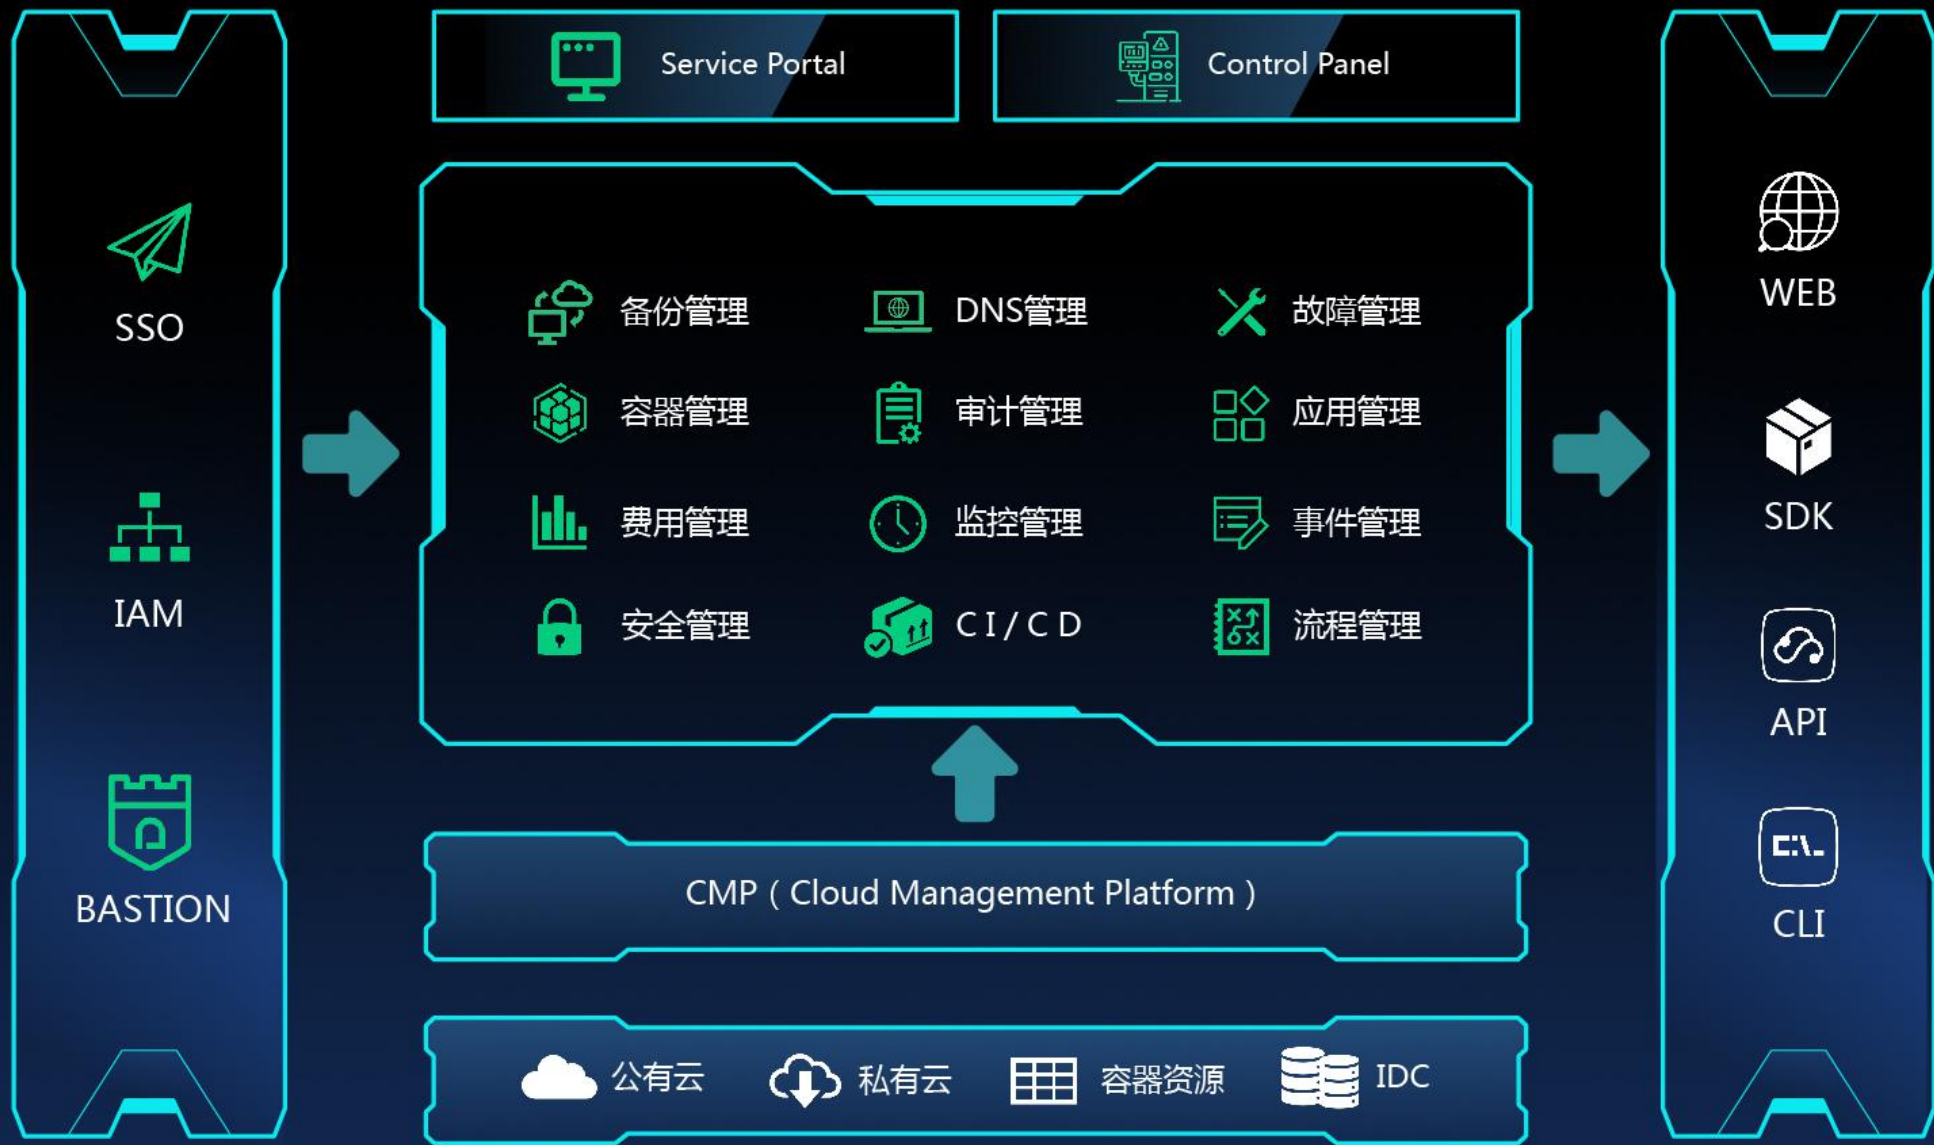 Service Portal
Control Panel
SSO
IAM
BASTION
备份管理
DNS管理
故障管理
容器管理
审计管理
应用管理
费用管理
监控管理
事件管理
安全管理
CI/CD
流程管理
CMP ( Cloud Management Platform )
公有云
私有云
容器资源
IDC
WEB
SDK
API
C:\_
CLI